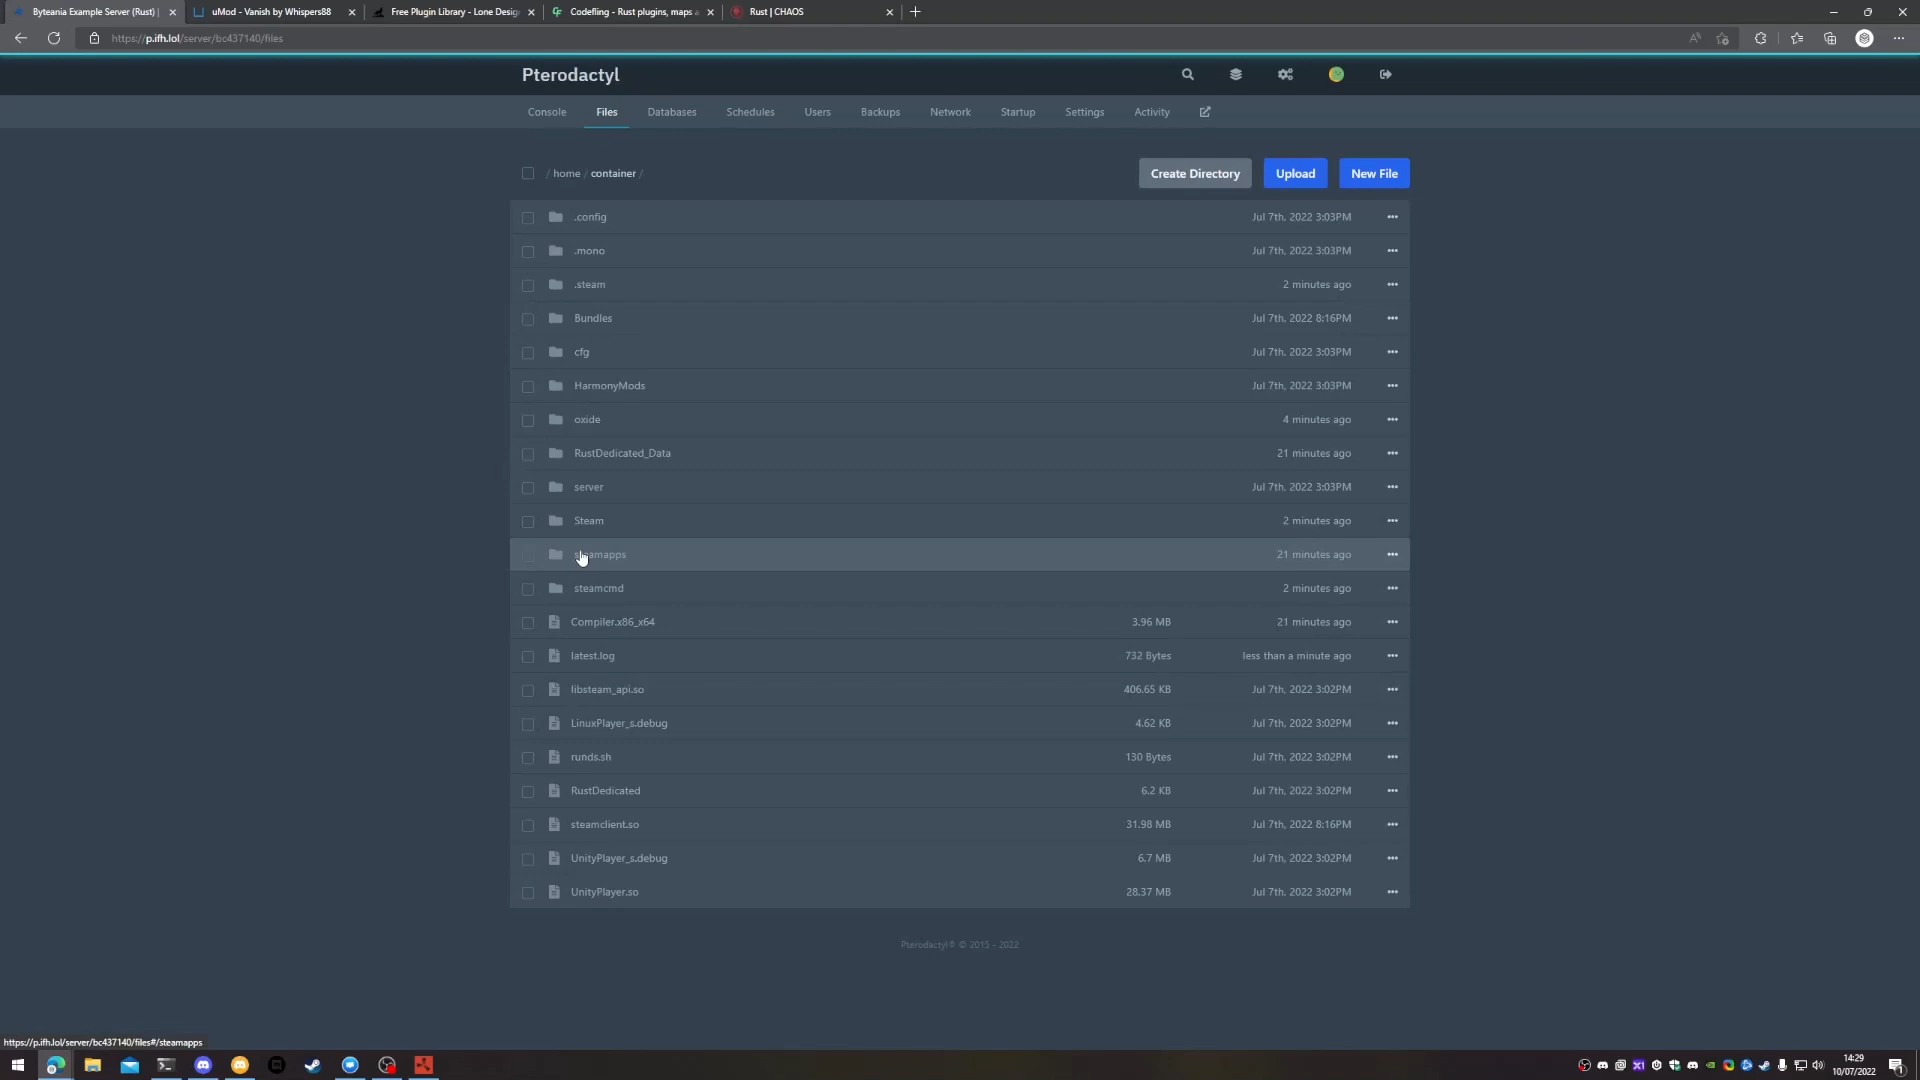 Byteania Example Server (Rust) |
uMod - Vanish by Whispers88
Free Plugin Library - Lone Desig
Codefling - Rust plugins, maps a
Rust | CHAOS
https://p.ifh.lol/server/bc437140/files
Pterodactyl
Console Files Databases Schedules Users Backups Network Startup Settings Activity
/ home / container /
Create Directory Upload New File
.config Jul 7th, 2022 3:03PM
.mono Jul 7th, 2022 3:03PM
.steam 2 minutes ago
Bundles Jul 7th, 2022 8:16PM
cfg Jul 7th, 2022 3:03PM
HarmonyMods Jul 7th, 2022 3:03PM
oxide 4 minutes ago
RustDedicated_Data 21 minutes ago
server Jul 7th, 2022 3:03PM
Steam 2 minutes ago
steamapps 21 minutes ago
steamcmd 2 minutes ago
Compiler.x86_x64 3.96 MB 21 minutes ago
latest.log 732 Bytes less than a minute ago
libsteam_api.so 406.65 KB Jul 7th, 2022 3:02PM
LinuxPlayer_s.debug 4.62 KB Jul 7th, 2022 3:02PM
runds.sh 130 Bytes Jul 7th, 2022 3:02PM
RustDedicated 6.2 KB Jul 7th, 2022 3:02PM
steamclient.so 31.98 MB Jul 7th, 2022 8:16PM
UnityPlayer_s.debug 6.7 MB Jul 7th, 2022 3:02PM
UnityPlayer.so 28.37 MB Jul 7th, 2022 3:02PM
Pterodactyl® © 2015 - 2022
https://p.ifh.lol/server/bc437140/files#/steamapps
14:29
10/07/2022